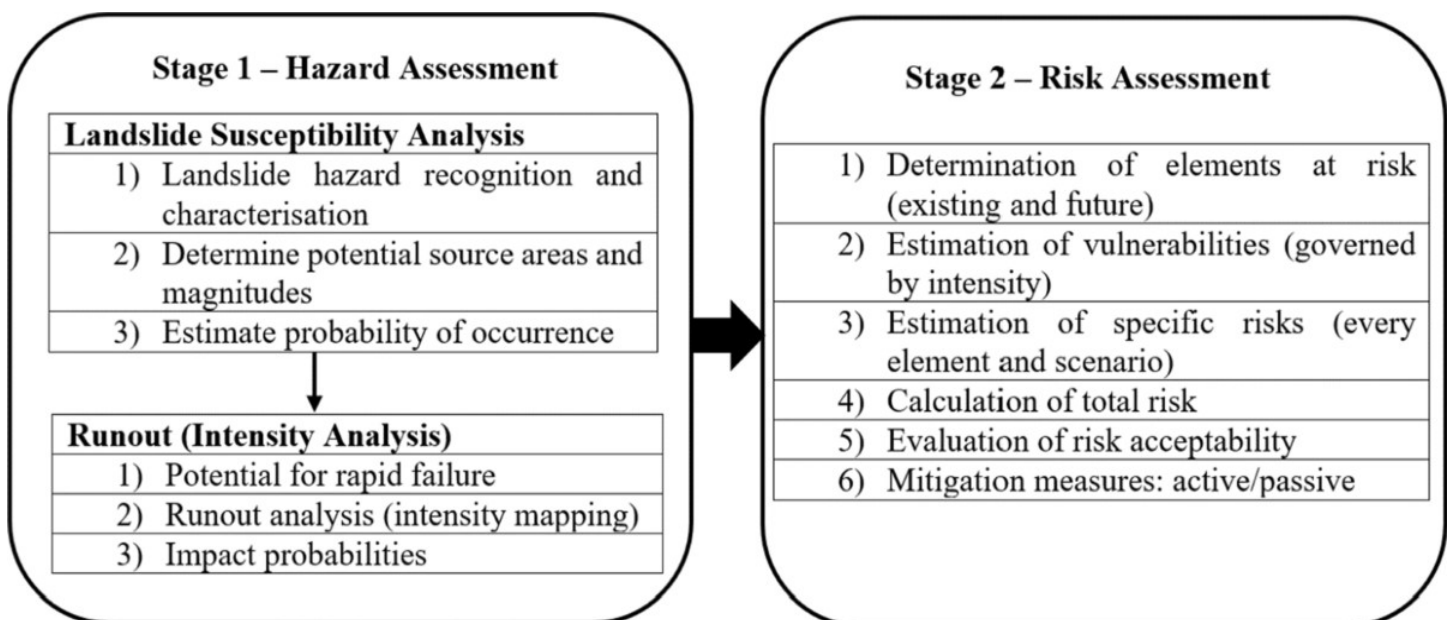 Stage 1 – Hazard Assessment
Landslide Susceptibility Analysis
1) Landslide hazard recognition and
characterisation
2) Determine potential source areas and
magnitudes
3) Estimate probability of occurrence
Runout (Intensity Analysis)
1) Potential for rapid failure
2) Runout analysis (intensity mapping)
3) Impact probabilities
Stage 2 – Risk Assessment
1) Determination of elements at risk
(existing and future)
2) Estimation of vulnerabilities (governed
by intensity)
3) Estimation of specific risks (every
element and scenario)
4) Calculation of total risk
5) Evaluation of risk acceptability
6) Mitigation measures: active/passive